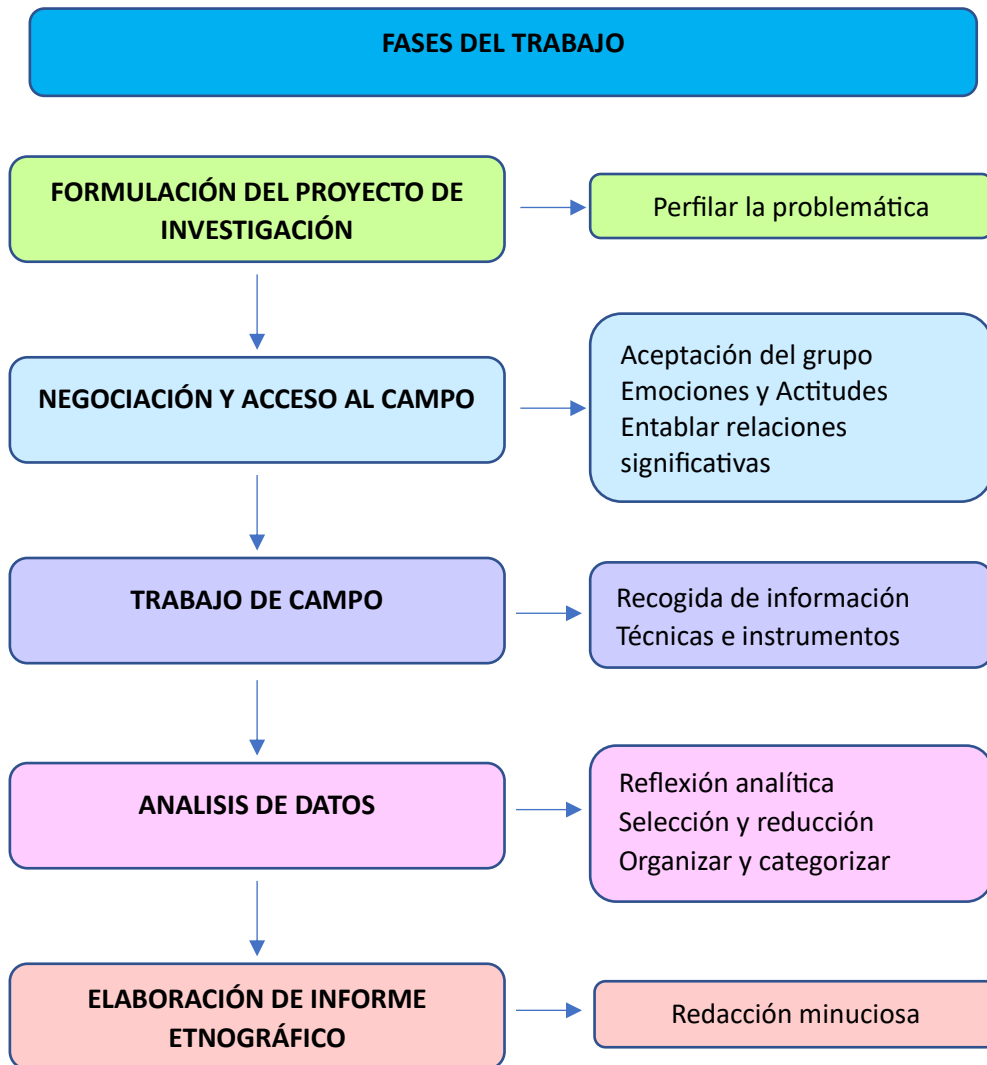 FASES DEL TRABAJO
FORMULACIÓN DEL PROYECTO DE
INVESTIGACIÓN
Perfilar la problemática
NEGOCIACIÓN Y ACCESO AL CAMPO
Aceptación del grupo
Emociones y Actitudes
Entablar relaciones
significativas
TRABAJO DE CAMPO
Recogida de información
Técnicas e instrumentos
ANALISIS DE DATOS
Reflexión analítica
Selección y reducción
Organizar y categorizar
ELABORACIÓN DE INFORME
ETNOGRÁFICO
Redacción minuciosa